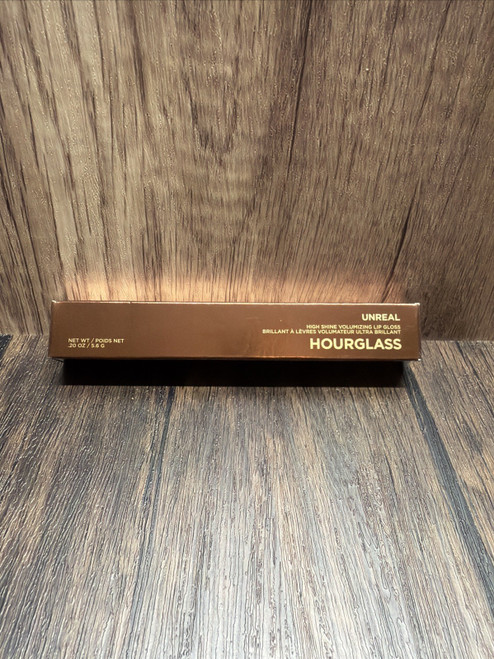 UNREAL
HIGH SHINE VOLUMIZING LIP GLOSS
BRILLANT À LÈVRES VOLUMATEUR ULTRA BRILLANT
HOURGLASS
NET WT / POIDS NET
.20 OZ / 5.6 G